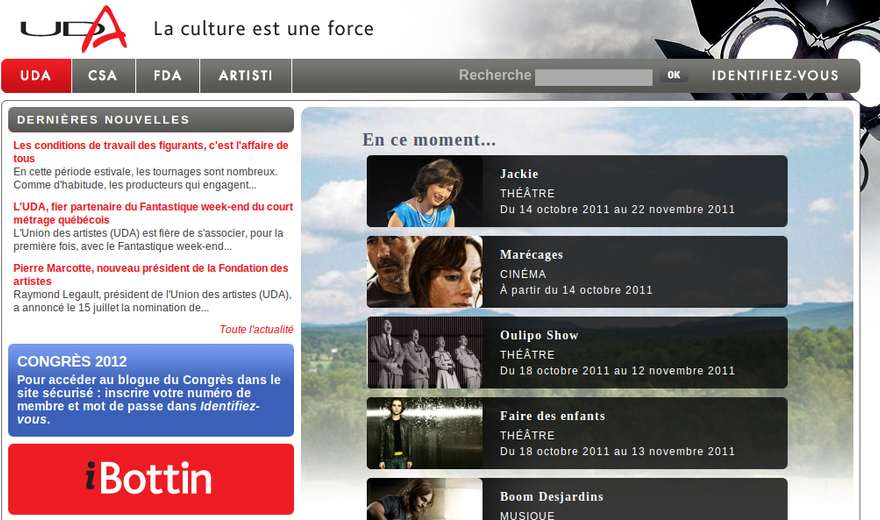 UDA La culture est une force
UDA CSA FDA ARTISTI Recherche OK IDENTIFIEZ-VOUS
DERNIÈRES NOUVELLES
Les conditions de travail des figurants, c'est l'affaire de
tous
En cette période estivale, les tournages sont nombreux.
Comme d'habitude, les producteurs qui engagent...
L'UDA, fier partenaire du Fantastique week-end du court
métrage québécois
L'Union des artistes (UDA) est fière de s'associer, pour la
première fois, avec le Fantastique week-end...
Pierre Marcotte, nouveau président de la Fondation des
artistes
Raymond Legault, président de l'Union des artistes (UDA),
a annoncé le 15 juillet la nomination de...
Toute l'actualité
CONGRÈS 2012
Pour accéder au blogue du Congrès dans le
site sécurisé : inscrire votre numéro de
membre et mot de passe dans Identifiez-
vous.
iBottin
En ce moment...
Jackie
THÉÂTRE
Du 14 octobre 2011 au 22 novembre 2011
Marécages
CINÉMA
À partir du 14 octobre 2011
Oulipo Show
THÉÂTRE
Du 18 octobre 2011 au 12 novembre 2011
Faire des enfants
THÉÂTRE
Du 18 octobre 2011 au 13 novembre 2011
Boom Desjardins
MUSIQUE